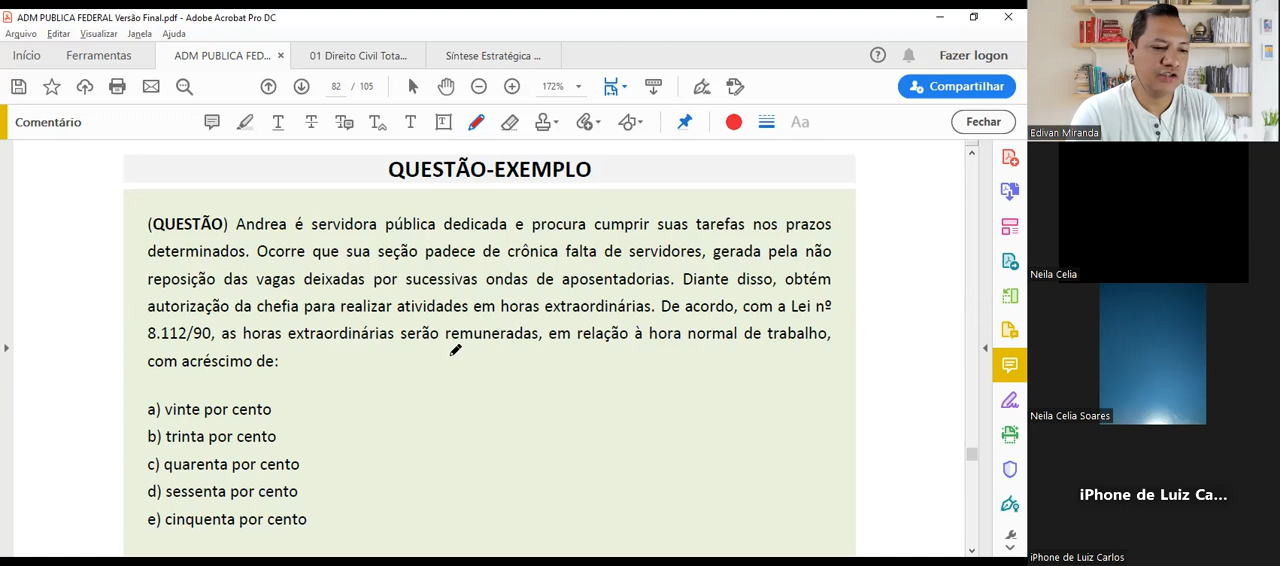 ADM PUBLICA FEDERAL Versão Final.pdf - Adobe Acrobat Pro DC
Arquivo Editar Visualizar Janela Ajuda
Início Ferramentas ADM PUBLICA FED... × 01 Direito Civil Tota... Síntese Estratégica ... Fazer logon
82 / 105 172% Compartilhar
Comentário Aa Fechar
QUESTÃO-EXEMPLO
(QUESTÃO) Andrea é servidora pública dedicada e procura cumprir suas tarefas nos prazos
determinados. Ocorre que sua seção padece de crônica falta de servidores, gerada pela não
reposição das vagas deixadas por sucessivas ondas de aposentadorias. Diante disso, obtém
autorização da chefia para realizar atividades em horas extraordinárias. De acordo, com a Lei nº
8.112/90, as horas extraordinárias serão remuneradas, em relação à hora normal de trabalho,
com acréscimo de:
a) vinte por cento
b) trinta por cento
c) quarenta por cento
d) sessenta por cento
e) cinquenta por cento
Edivan Miranda
Neila Celia
Neila Celia Soares
iPhone de Luiz Ca...
iPhone de Luiz Carlos